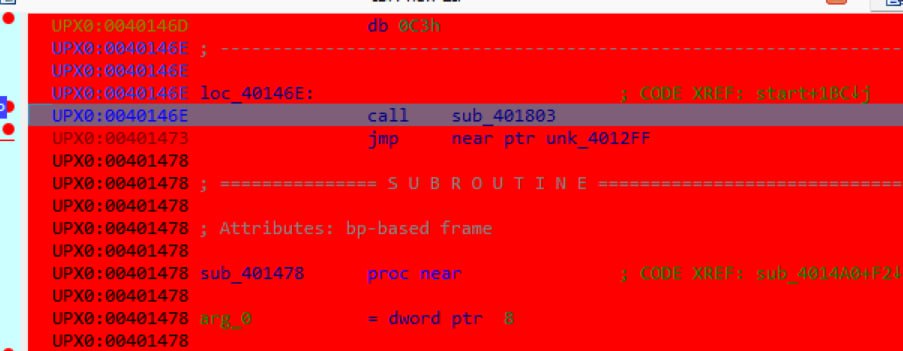 UPX0:0040146D db 0C3h
UPX0:0040146E ; ---------------------------------------------------------------------------
UPX0:0040146E
UPX0:0040146E loc_40146E: ; CODE XREF: start+1BC↓j
UPX0:0040146E call sub_401803
UPX0:00401473 jmp near ptr unk_4012FF
UPX0:00401478
UPX0:00401478 ; =============== S U B R O U T I N E =============================
UPX0:00401478
UPX0:00401478 ; Attributes: bp-based frame
UPX0:00401478
UPX0:00401478 sub_401478 proc near ; CODE XREF: sub_4014A0+F2↓
UPX0:00401478
UPX0:00401478 arg_0 = dword ptr 8
UPX0:00401478